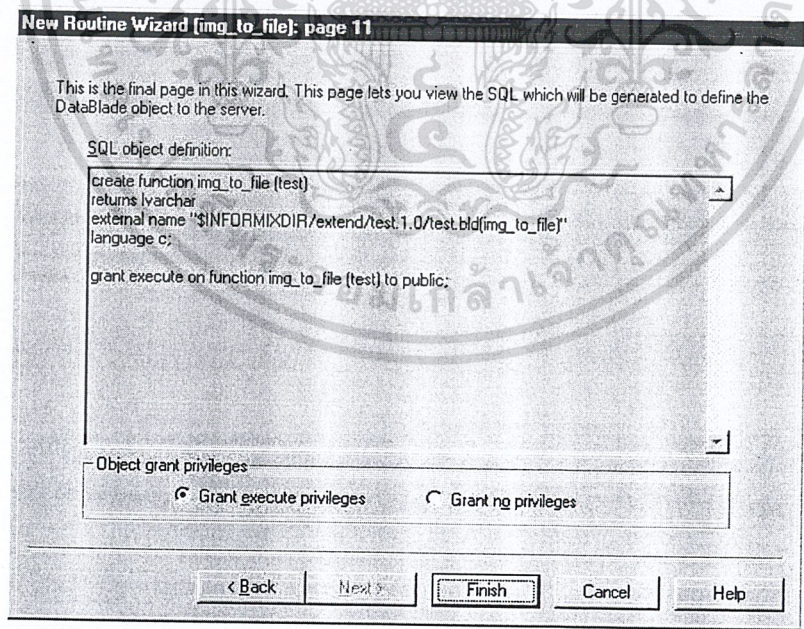 New Routine Wizard [img_to_file]: page 11
This is the final page in this wizard. This page lets you view the SQL which will be generated to define the
DataBlade object to the server.
SQL object definition:
create function img_to_file (test)
returns lvarchar
external name "$INFORMIXDIR/extend/test.1.0/test.bld(img_to_file)"
language c;
grant execute on function img_to_file (test) to public;
Object grant privileges
Grant execute privileges
Grant no privileges
< Back
Next >
Finish
Cancel
Help